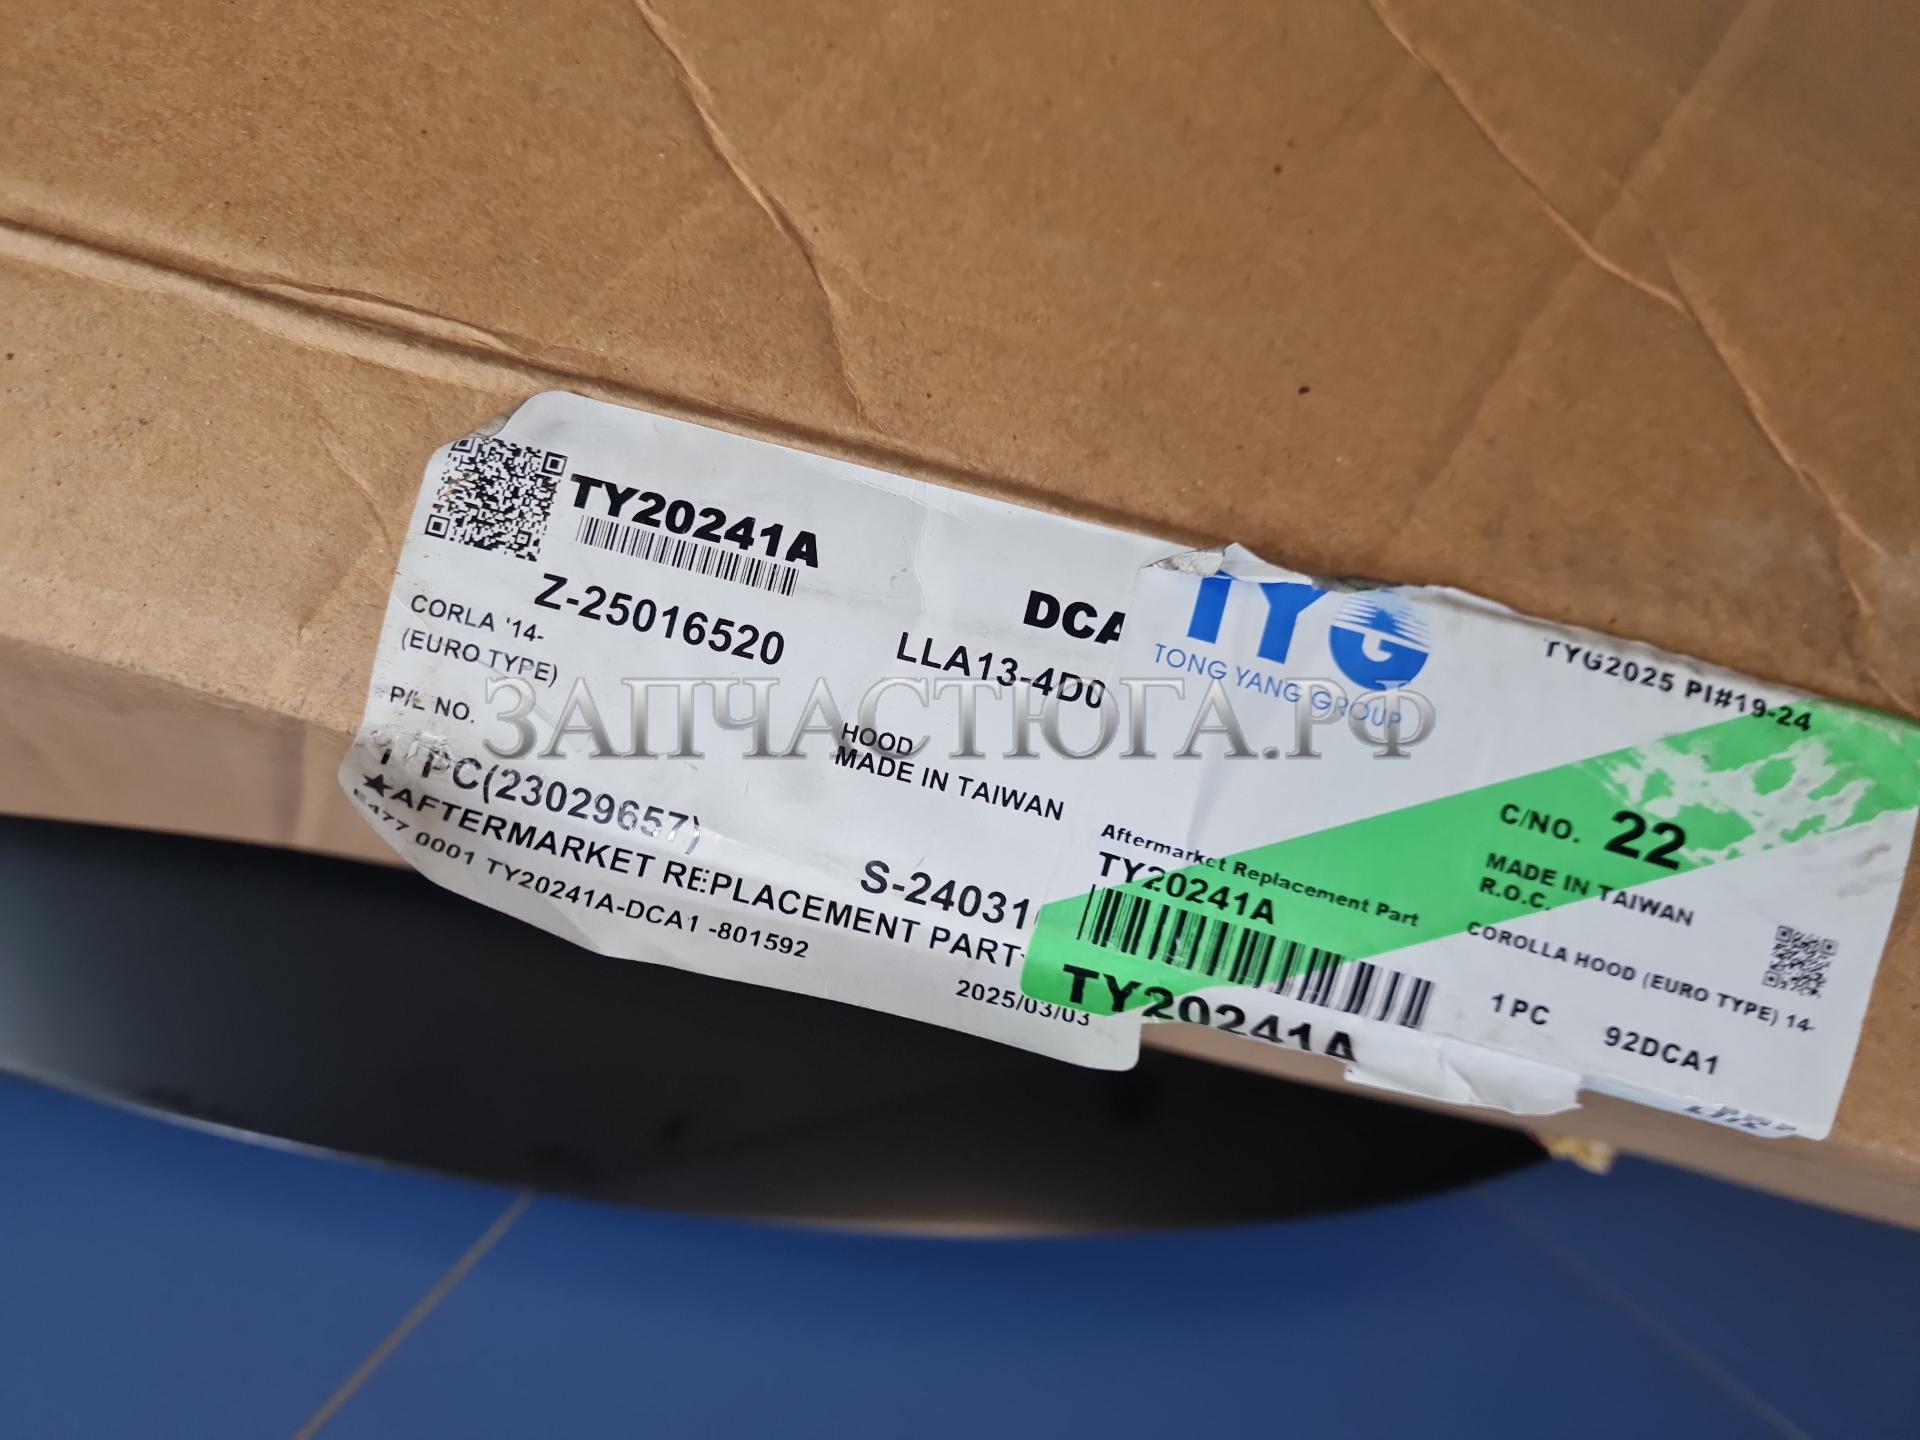 TY20241A
Z-25016520
DCA
CORLA '14-
(EURO TYPE)
LLA13-4D0
P/L NO.
HOOD
MADE IN TAIWAN
1 PC(23029657)
S-24031
★AFTERMARKET REPLACEMENT PART
0001 TY20241A-DCA1 -801592
2025/03/03
TYG
TONG YANG GROUP
TYG2025 PI#19-24
C/NO. 22
MADE IN TAIWAN
R.O.C.
Aftermarket Replacement Part
TY20241A
COROLLA HOOD (EURO TYPE) 14-
TY20241A
1 PC
92DCA1
ЗАПЧАСТЮГА.РФ